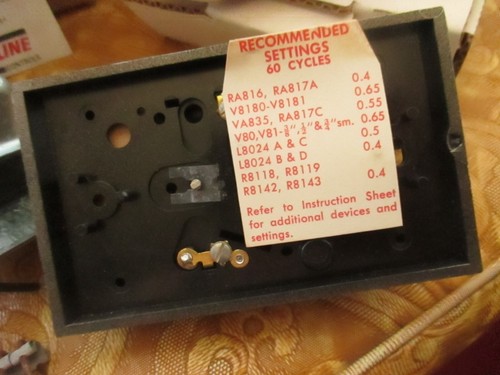 LINE
RECOMMENDED
SETTINGS
60 CYCLES
RA816, RA817A 0.4
V8180-V8181 0.65
VA835, RA817C 0.55
V80,V81-⅜",½"&¾"sm. 0.65
L8024 A & C 0.5
L8024 B & D 0.4
R8118, R8119
R8142, R8143 0.4
Refer to Instruction Sheet
for additional devices and
settings.